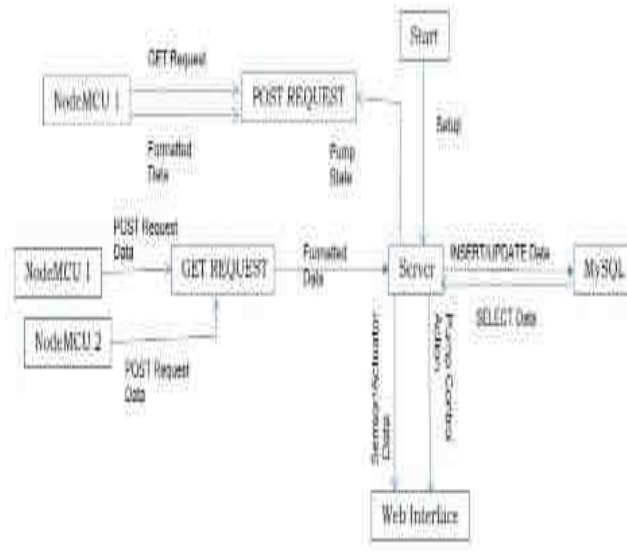 Start
GET Request
NodeMCU 1
POST REQUEST
Formatted
Data
Pump
State
Setup
POST Request
Data
NodeMCU 1
GET REQUEST
Formatted
Data
Server
INSERT/UPDATE Data
MySQL
SELECT Data
NodeMCU 2
POST Request
Data
Sensor/Actuator
Data
Pump Control
Action
Web Interface